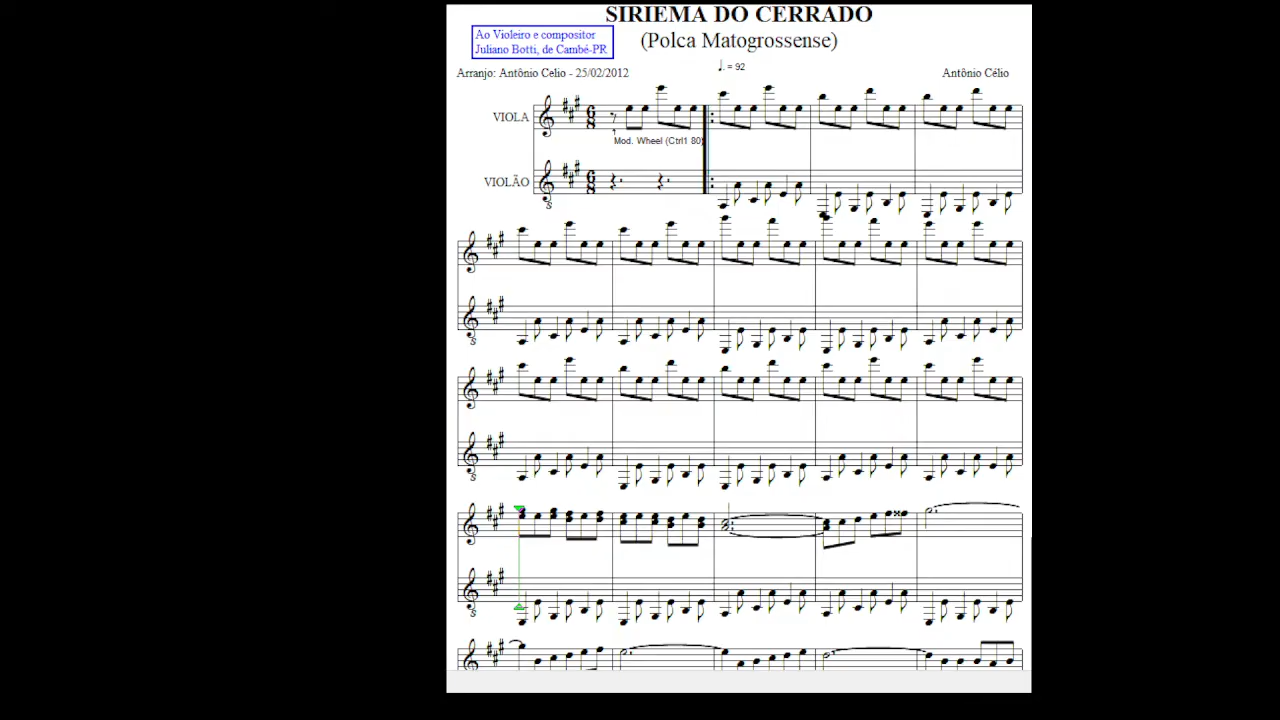 SIRIEMA DO CERRADO
Ao Violeiro e compositor
Juliano Botti, de Cambé-PR
(Polca Matogrossense)
Arranjo: Antônio Celio - 25/02/2012
♩. = 92
Antônio Célio
VIOLA
1
Mod. Wheel (Ctrl1 80)
VIOLÃO